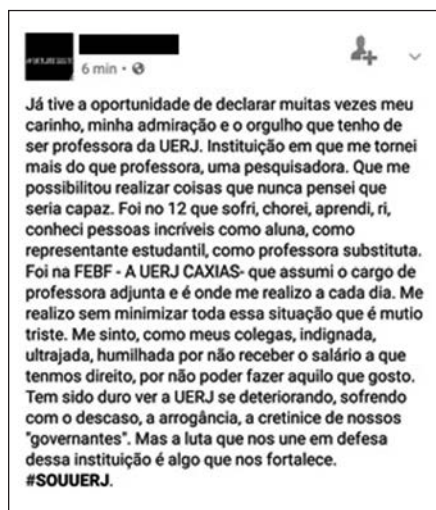 6 min
Já tive a oportunidade de declarar muitas vezes meu
carinho, minha admiração e o orgulho que tenho de
ser professora da UERJ. Instituição em que me tornei
mais do que professora, uma pesquisadora. Que me
possibilitou realizar coisas que nunca pensei que
seria capaz. Foi no 12 que sofri, chorei, aprendi, ri,
conheci pessoas incríveis como aluna, como
representante estudantil, como professora substituta.
Foi na FEBF - A UERJ CAXIAS- que assumi o cargo de
professora adjunta e é onde me realizo a cada dia. Me
realizo sem minimizar toda essa situação que é mutio
triste. Me sinto, como meus colegas, indignada,
ultrajada, humilhada por não receber o salário a que
tenmos direito, por não poder fazer aquilo que gosto.
Tem sido duro ver a UERJ se deteriorando, sofrendo
com o descaso, a arrogância, a cretinice de nossos
"governantes". Mas a luta que nos une em defesa
dessa instituição é algo que nos fortalece.
#SOUUERJ.